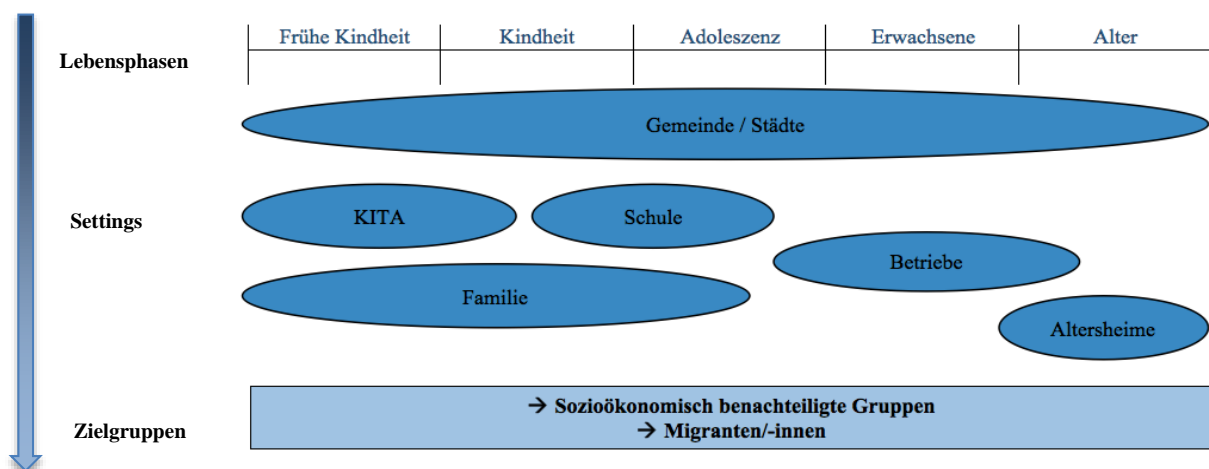 Frühe Kindheit Kindheit Adoleszenz Erwachsene Alter
Lebensphasen
Gemeinde / Städte
KITA Schule
Settings
Betriebe
Familie
Altersheime
→ Sozioökonomisch benachteiligte Gruppen
Zielgruppen
→ Migranten/-innen